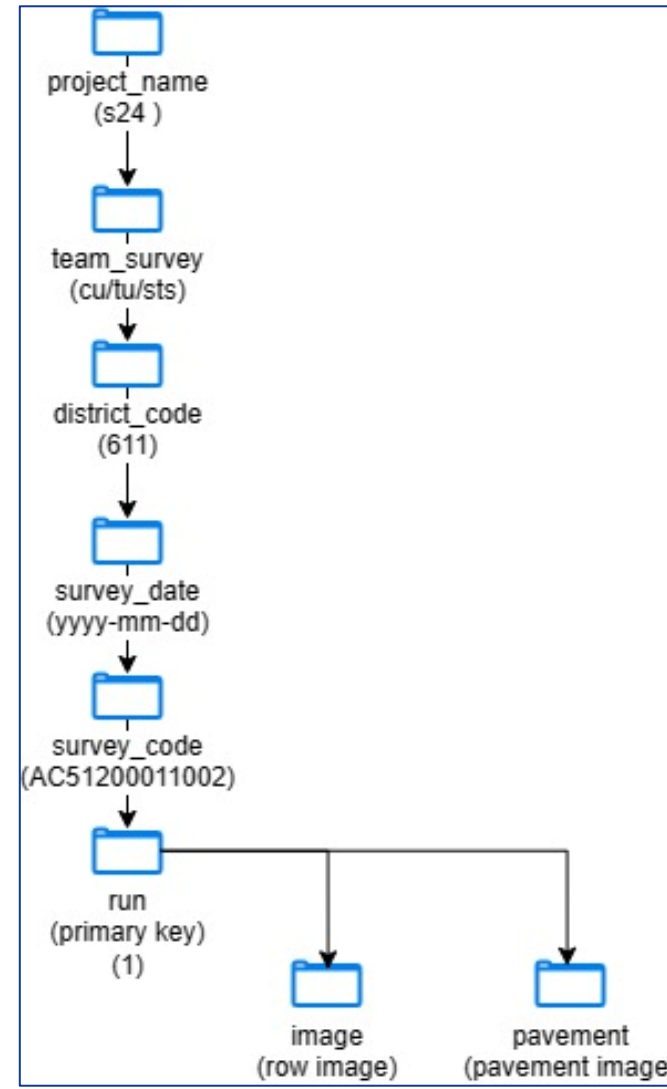 project_name
(s24 )
team_survey
(cu/tu/sts)
district_code
(611)
survey_date
(yyyy-mm-dd)
survey_code
(AC51200011002)
run
(primary key)
(1)
image
(row image)
pavement
(pavement image